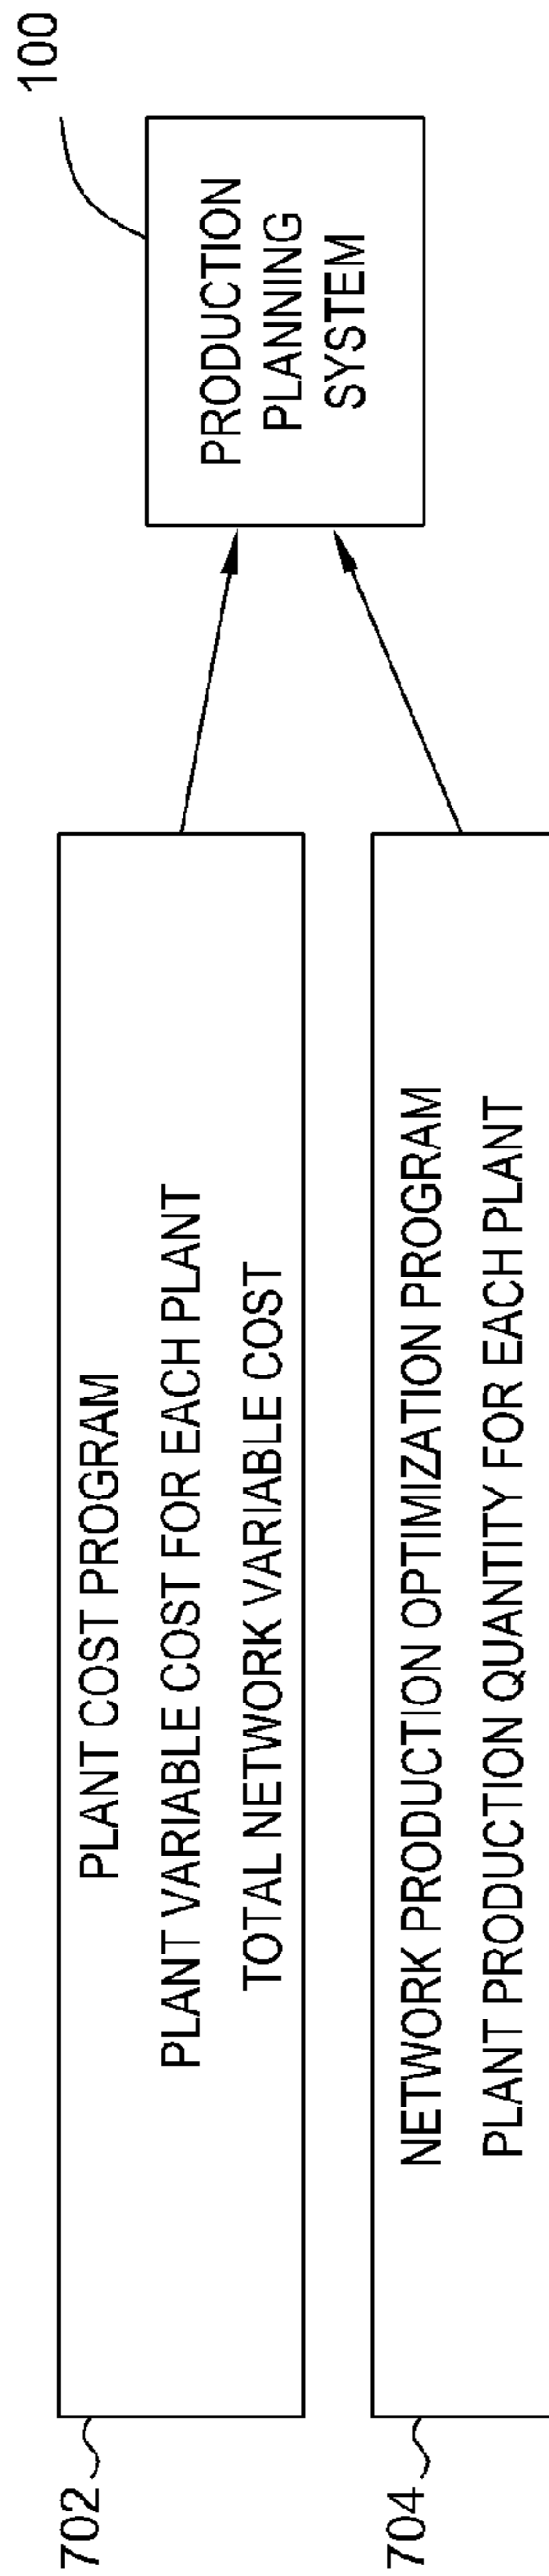 702
PLANT COST PROGRAM
PLANT VARIABLE COST FOR EACH PLANT
TOTAL NETWORK VARIABLE COST
704
NETWORK PRODUCTION OPTIMIZATION PROGRAM
PLANT PRODUCTION QUANTITY FOR EACH PLANT
100
PRODUCTION
PLANNING
SYSTEM